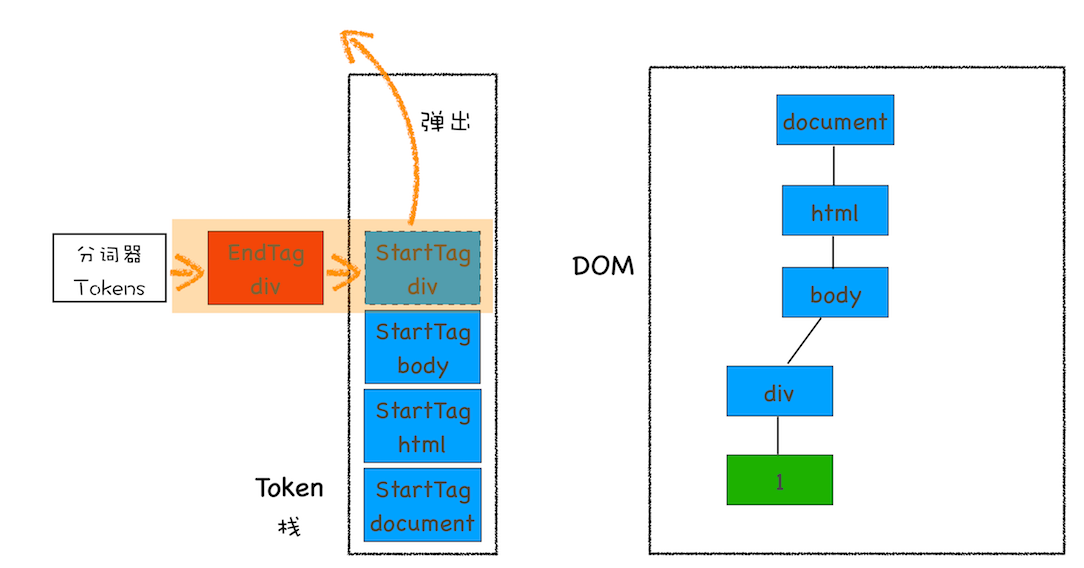 弹出
分词器
Tokens
EndTag
div
StartTag
div
StartTag
body
StartTag
html
StartTag
document
Token
栈
DOM
document
html
body
div
1